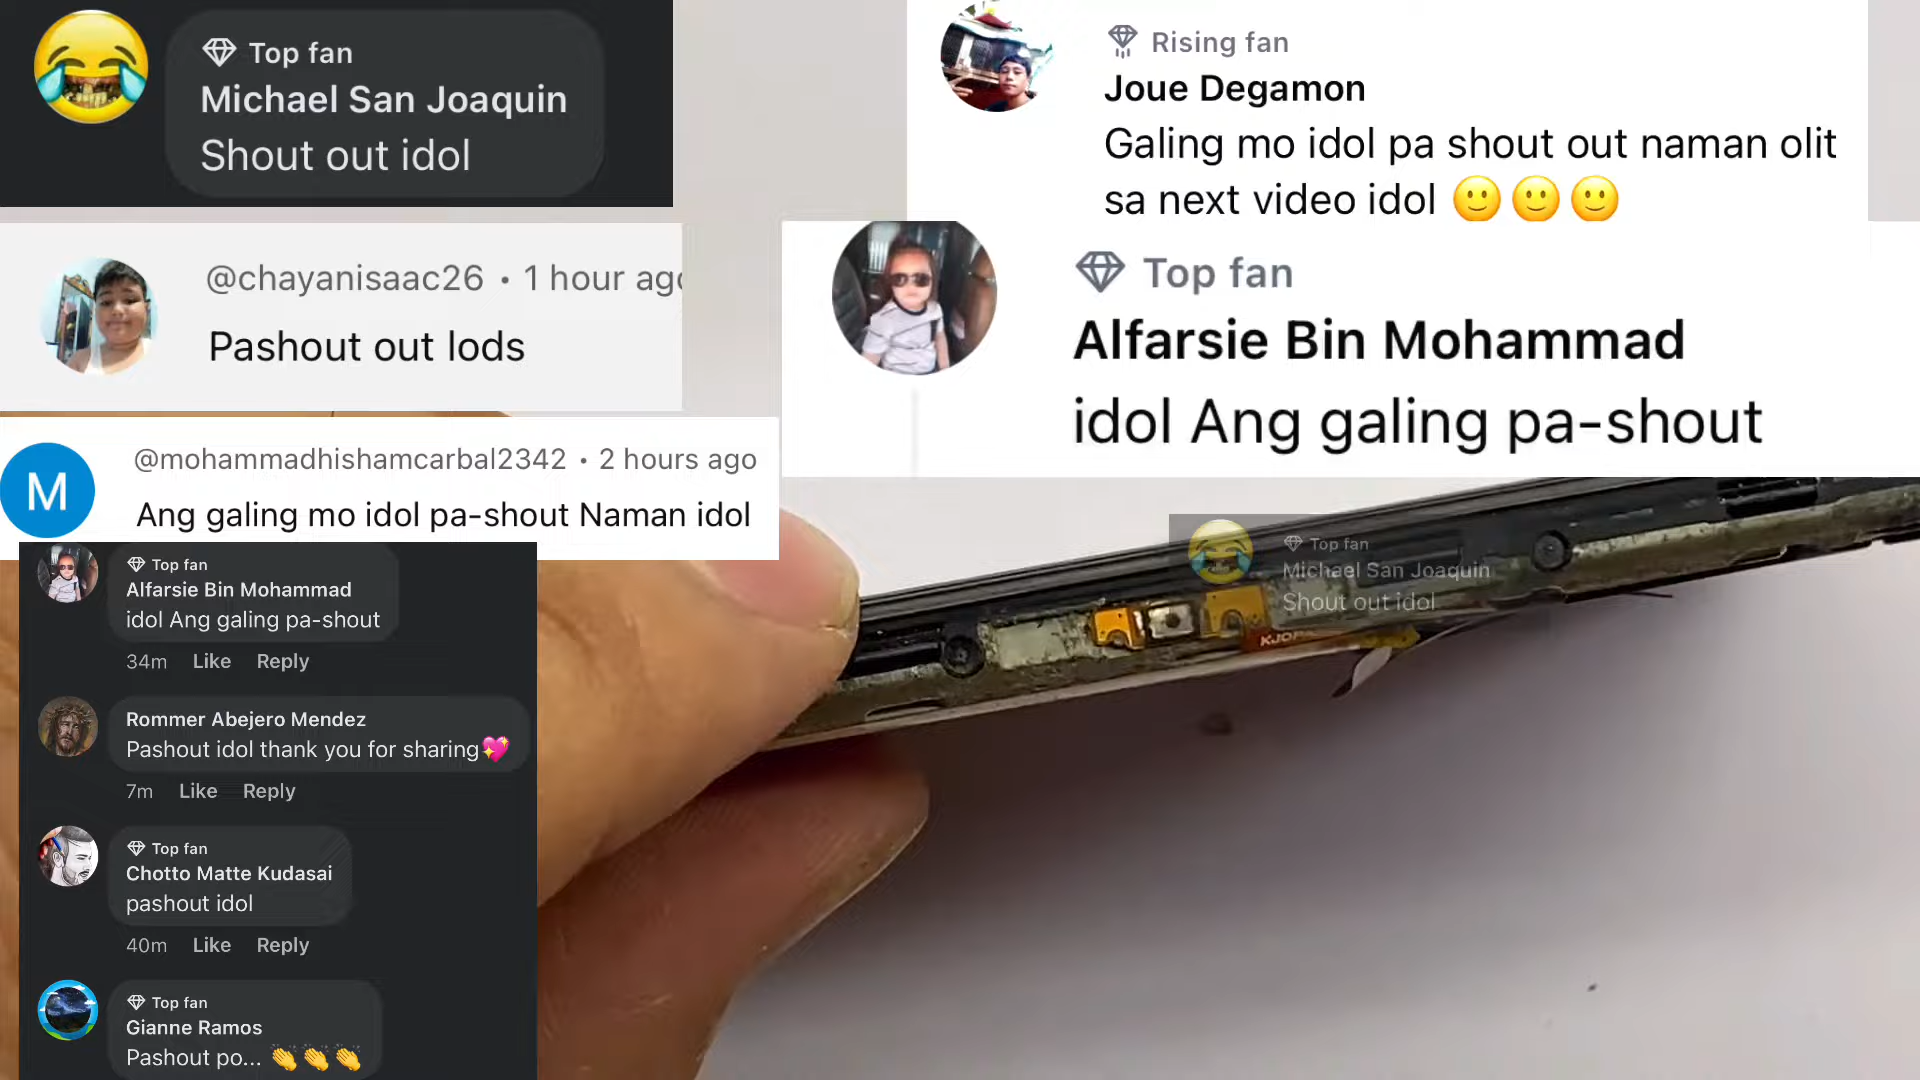 Top fan
Michael San Joaquin
Shout out idol
Rising fan
Joue Degamon
Galing mo idol pa shout out naman olit
sa next video idol 🙂🙂🙂
@chayanisaac26 • 1 hour ago
Pashout out lods
Top fan
Alfarsie Bin Mohammad
idol Ang galing pa-shout
@mohammadhishamcarbal2342 • 2 hours ago
Ang galing mo idol pa-shout Naman idol
Top fan
Alfarsie Bin Mohammad
idol Ang galing pa-shout
34m Like Reply
Rommer Abejero Mendez
Pashout idol thank you for sharing💖
7m Like Reply
Top fan
Chotto Matte Kudasai
pashout idol
40m Like Reply
Top fan
Gianne Ramos
Pashout po... 👏👏👏
Top fan
Michael San Joaquin
Shout out idol